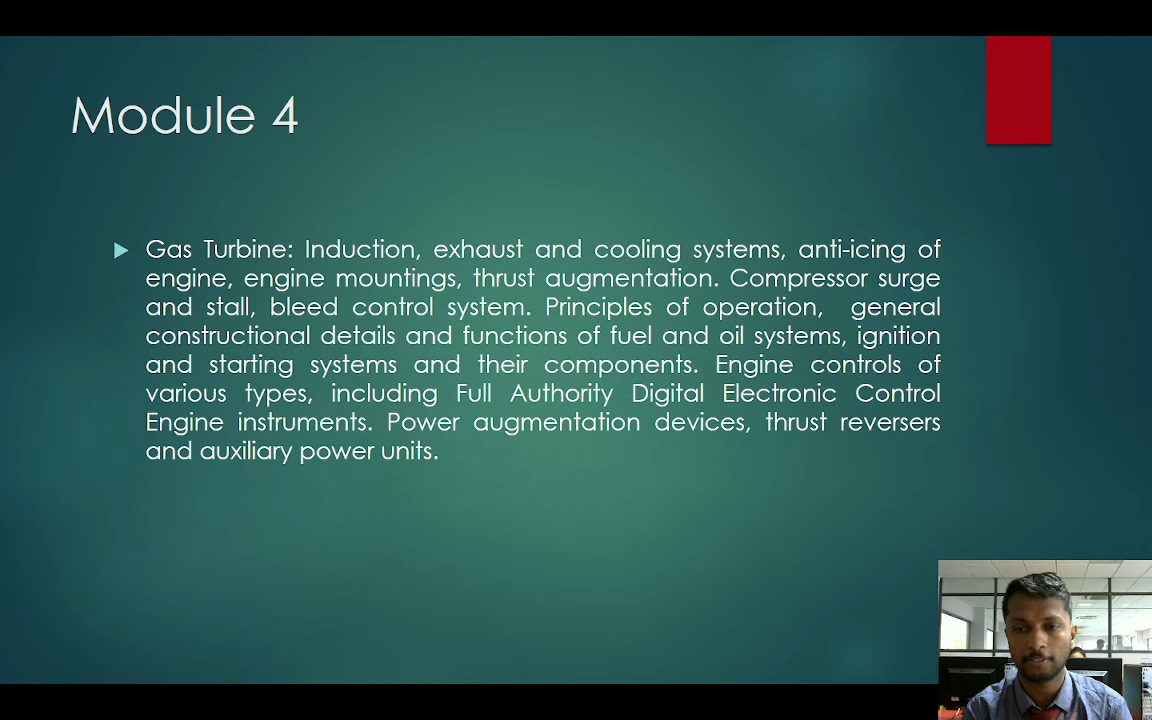 Module 4
Gas Turbine: Induction, exhaust and cooling systems, anti-icing of
engine, engine mountings, thrust augmentation. Compressor surge
and stall, bleed control system. Principles of operation, general
constructional details and functions of fuel and oil systems, ignition
and starting systems and their components. Engine controls of
various types, including Full Authority Digital Electronic Control
Engine instruments. Power augmentation devices, thrust reversers
and auxiliary power units.